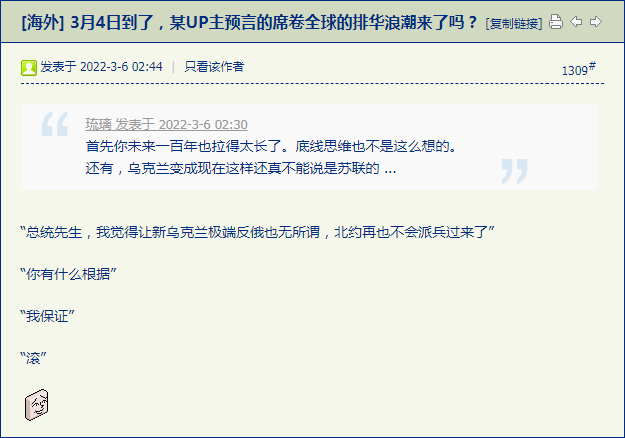 [海外] 3月4日到了，某UP主预言的席卷全球的排华浪潮来了吗？ [复制链接]
发表于 2022-3-6 02:44 | 只看该作者
1309#
琉璃 发表于 2022-3-6 02:30
首先你未来一百年也拉得太长了。底线思维也不是这么想的。
还有，乌克兰变成现在这样还真不能说是苏联的 ...
“总统先生，我觉得让新乌克兰极端反俄也无所谓，北约再也不会派兵过来了”
“你有什么根据”
“我保证”
“滚”